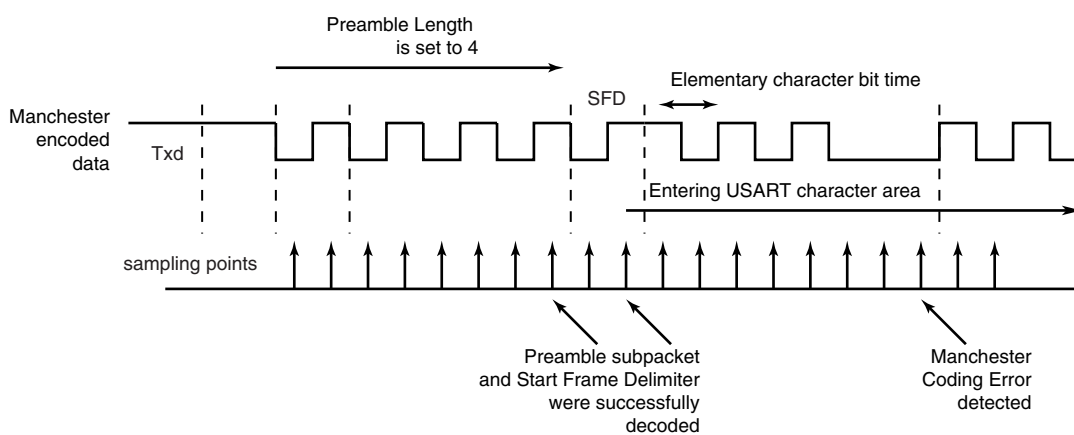 Preamble Length
is set to 4
Elementary character bit time
SFD
Manchester
encoded
data
Txd
Entering USART character area
sampling points
Preamble subpacket
and Start Frame Delimiter
were successfully
decoded
Manchester
Coding Error
detected